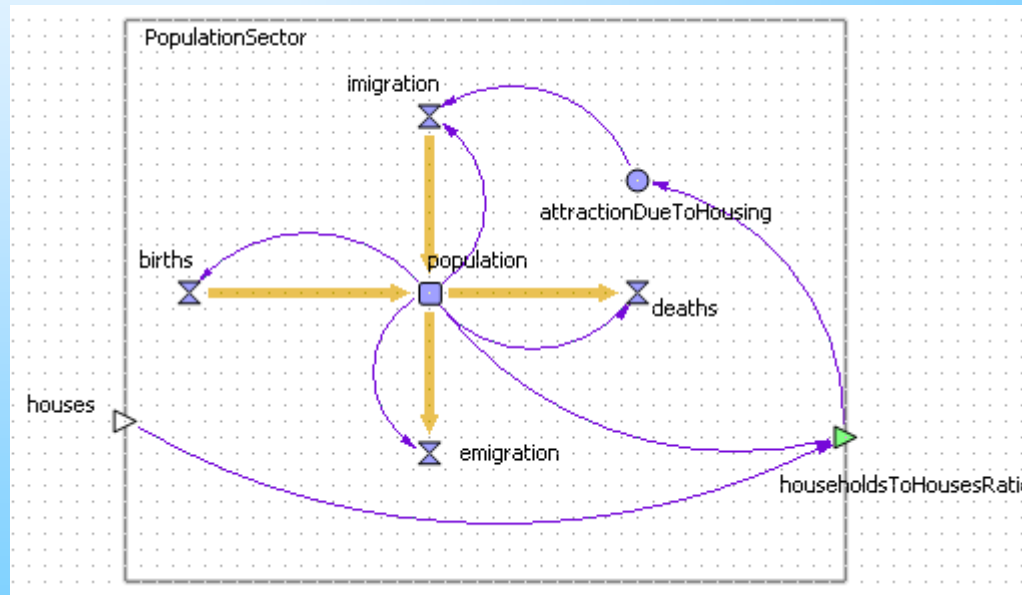 PopulationSector
imigration
attractionDueToHousing
births
population
deaths
houses
emigration
householdsToHousesRatio